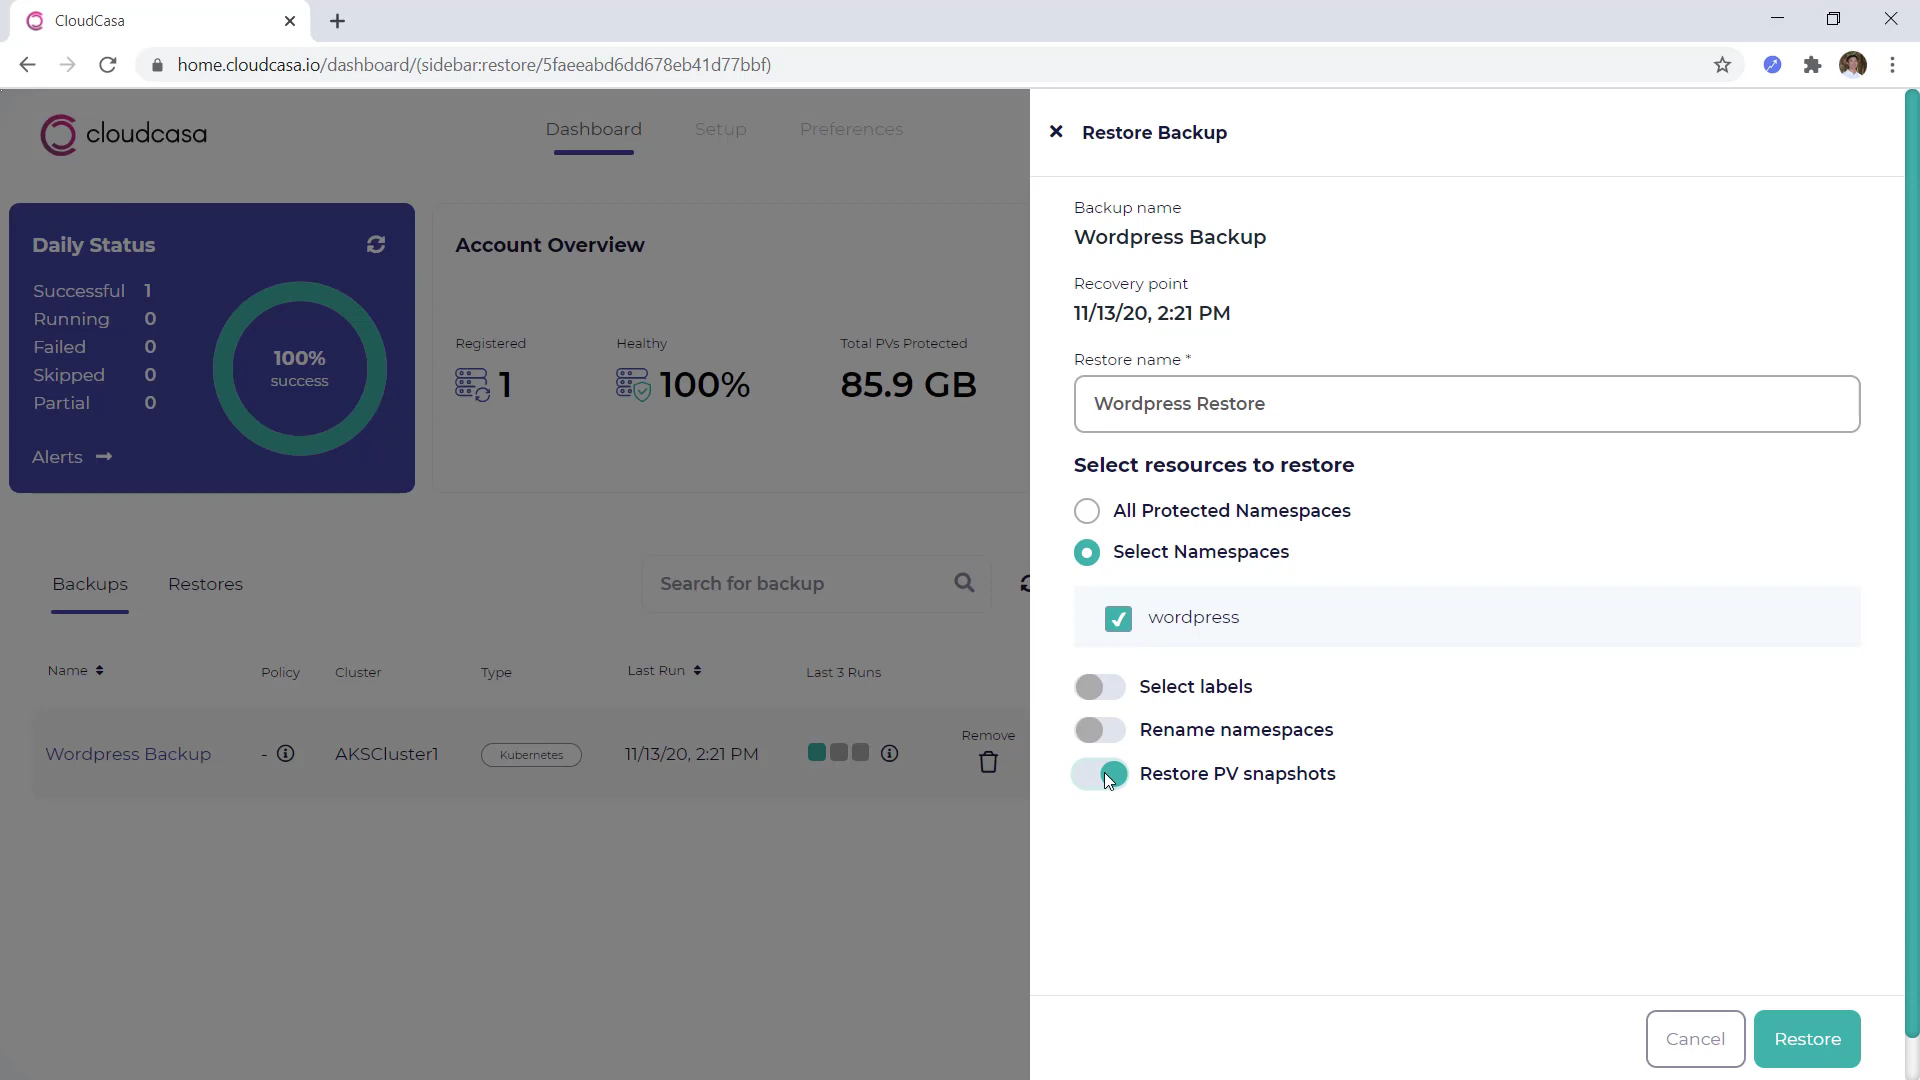 CloudCasa
home.cloudcasa.io/dashboard/(sidebar:restore/5faeeabd6dd678eb41d77bbf)
cloudcasa
Dashboard
Setup
Preferences
Daily Status
Successful 1
Running 0
Failed 0
Skipped 0
Partial 0
100%
success
Alerts
Account Overview
Registered
1
Healthy
100%
Total PVs Protected
85.9 GB
Backups
Restores
Search for backup
Name
Policy
Cluster
Type
Last Run
Last 3 Runs
Wordpress Backup
-
AKSCluster1
Kubernetes
11/13/20, 2:21 PM
Remove
Restore Backup
Backup name
Wordpress Backup
Recovery point
11/13/20, 2:21 PM
Restore name *
Wordpress Restore
Select resources to restore
All Protected Namespaces
Select Namespaces
wordpress
Select labels
Rename namespaces
Restore PV snapshots
Cancel
Restore